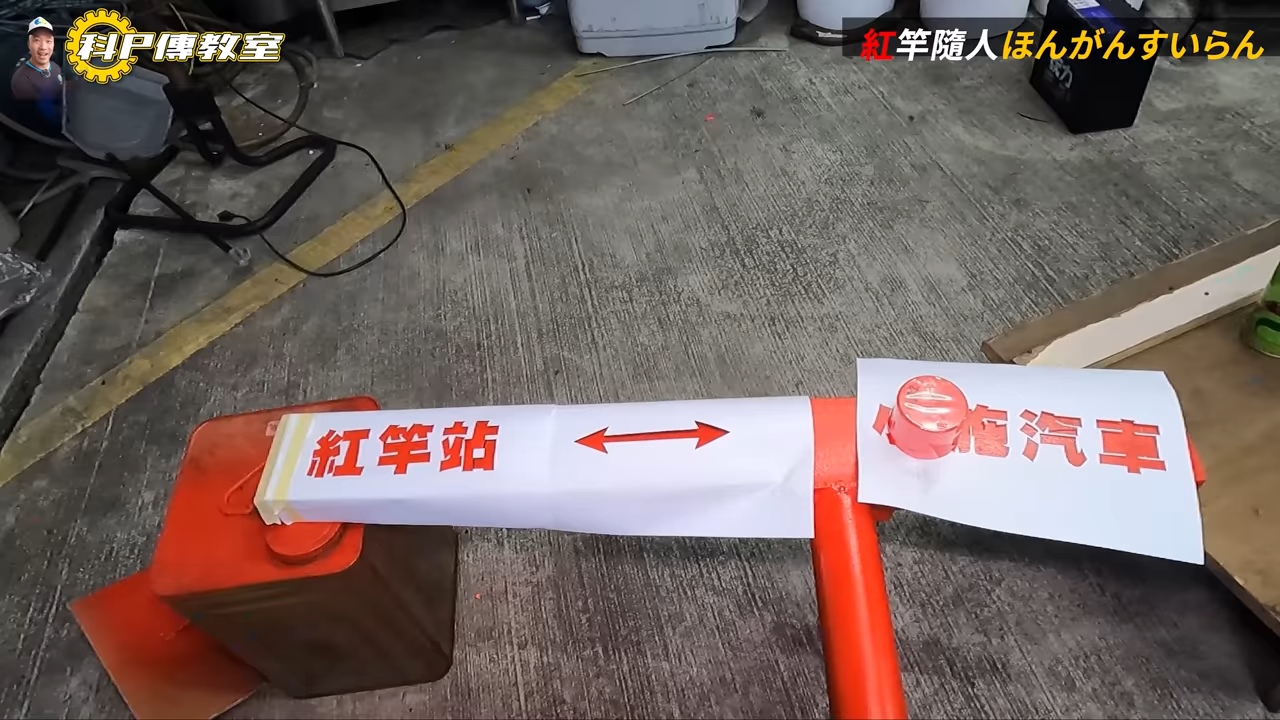 科尸傳教室
紅竿隨人ほんがんすいらん
紅竿站
施汽車